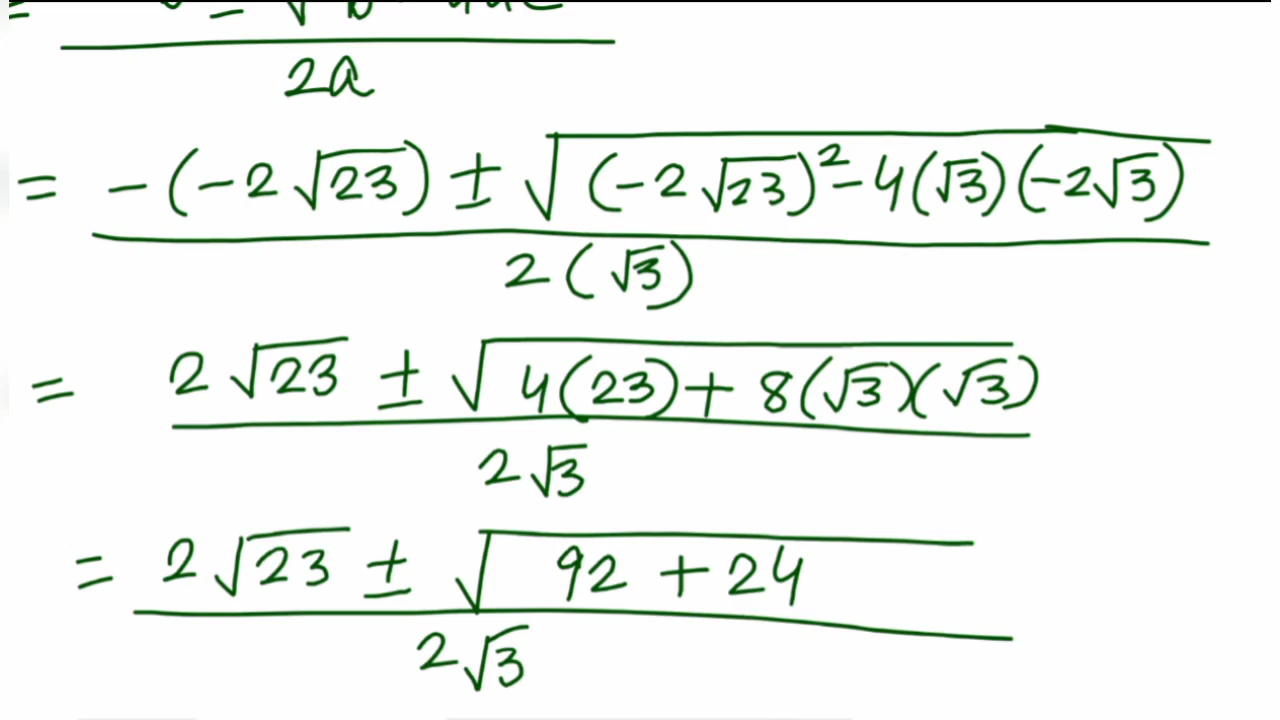 2a
= -(-2√23) ± √(-2√23)² - 4(√3)(-2√3)
2(√3)
= 2√23 ± √4(23) + 8(√3)(√3)
2√3
= 2√23 ± √92 + 24
2√3